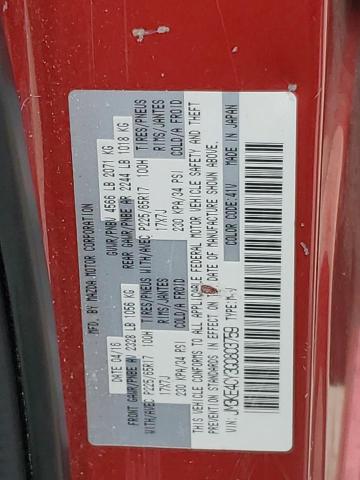 MFD. BY MAZDA MOTOR CORPORATION
DATE 04/16 GVWR/PNBV 4566 LB 2071 KG
FRONT GAWR/PNBE AV 2328 LB 1056 KG REAR GAWR/PNBE AR 2244 LB 1018 KG
WITH/AVEC P225/65R17 100H TIRES/PNEUS WITH/AVEC P225/65R17 100H TIRES/PNEUS
17X7J RIMS/JANTES 17X7J RIMS/JANTES
230 KPA/34 PSI COLD/A FROID 230 KPA/34 PSI COLD/A FROID
THIS VEHICLE CONFORMS TO ALL APPLICABLE FEDERAL MOTOR VEHICLE SAFETY AND THEFT
PREVENTION STANDARDS IN EFFECT ON DATE OF MANUFACTURE SHOWN ABOVE.
MADE IN JAPAN
VIN: TYPE: M-J
COLOR CODE: 41V